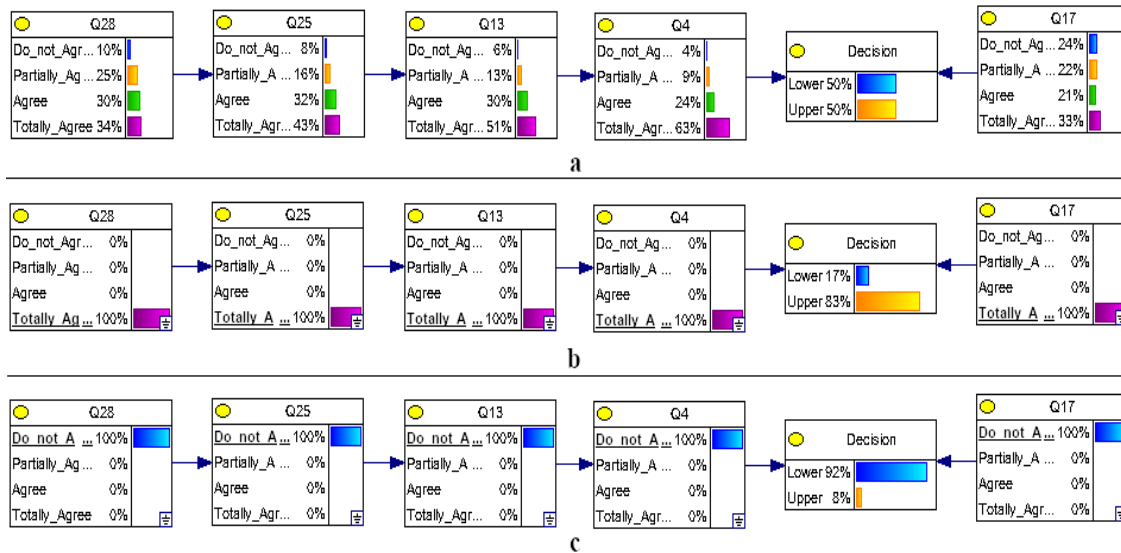 Q28
Do_not_Agr... 10%
Partially_Ag... 25%
Agree 30%
Totally_Agree 34%
Q25
Do_not_Ag... 8%
Partially_A ... 16%
Agree 32%
Totally_Agr... 43%
Q13
Do_not_Ag... 6%
Partially_A ... 13%
Agree 30%
Totally_Agr... 51%
Q4
Do_not_Ag... 4%
Partially_A ... 9%
Agree 24%
Totally_Agr... 63%
Decision
Lower 50%
Upper 50%
Q17
Do_not_Ag... 24%
Partially_A ... 22%
Agree 21%
Totally_Agr... 33%
a
Q28
Do_not_Agr... 0%
Partially_Ag ... 0%
Agree 0%
Totally_Ag ... 100%
Q25
Do_not_Ag... 0%
Partially_A ... 0%
Agree 0%
Totally_A ... 100%
Q13
Do_not_Ag... 0%
Partially_A ... 0%
Agree 0%
Totally_A ... 100%
Q4
Do_not_Ag... 0%
Partially_A ... 0%
Agree 0%
Totally_A ... 100%
Decision
Lower 17%
Upper 83%
Q17
Do_not_Ag... 0%
Partially_A ... 0%
Agree 0%
Totally_A ... 100%
b
Q28
Do_not_A ... 100%
Partially_Ag ... 0%
Agree 0%
Totally_Agree 0%
Q25
Do_not_A ... 100%
Partially_A ... 0%
Agree 0%
Totally_Agr... 0%
Q13
Do_not_A ... 100%
Partially_A ... 0%
Agree 0%
Totally_Agr... 0%
Q4
Do_not_A ... 100%
Partially_A ... 0%
Agree 0%
Totally_Agr... 0%
Decision
Lower 92%
Upper 8%
Q17
Do_not_A ... 100%
Partially_A ... 0%
Agree 0%
Totally_Agr... 0%
c